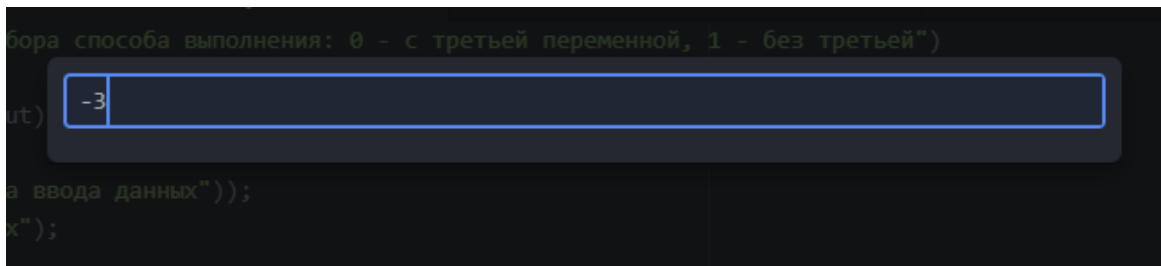 бора способа выполнения: 0 - с третьей переменной, 1 - без третьей")
-3
ut)
а ввода данных"));
х");